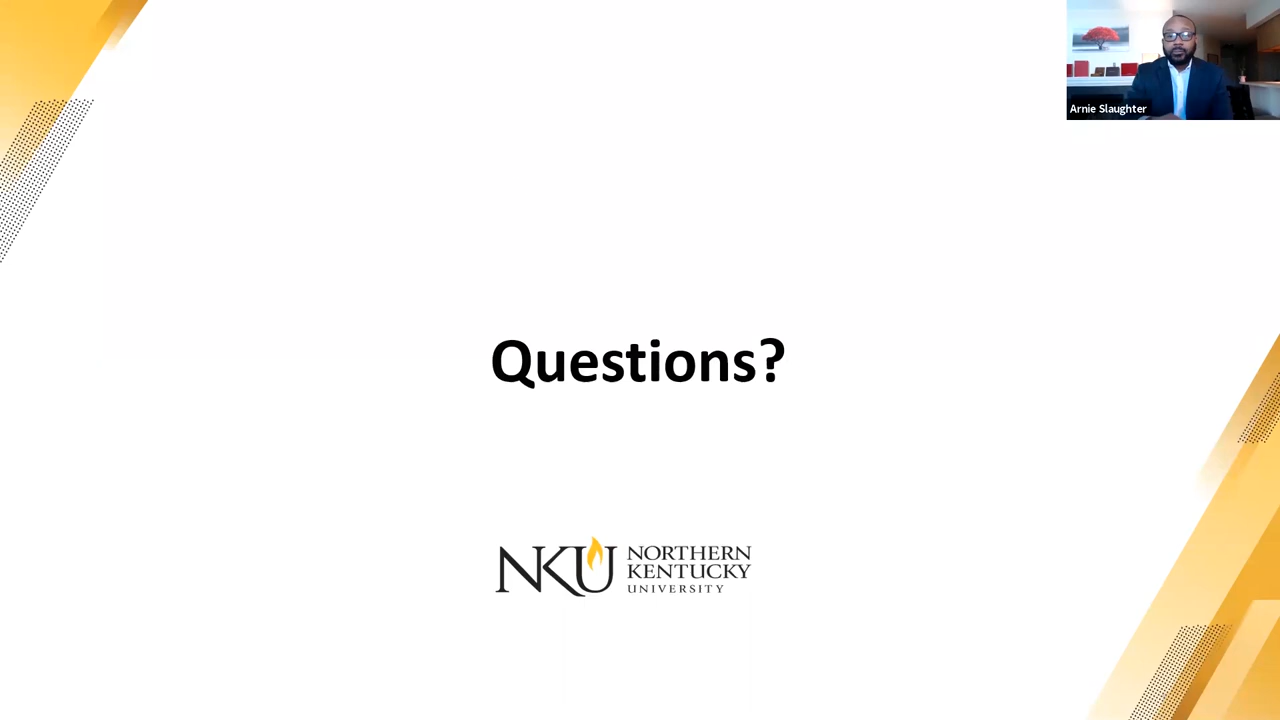 Arnie Slaughter
Questions?
NKU
NORTHERN
KENTUCKY
UNIVERSITY